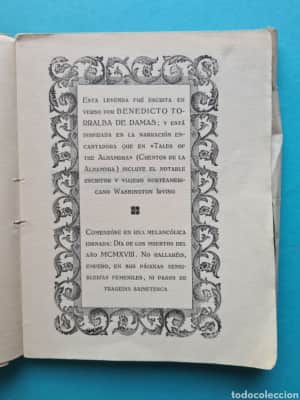 Esta leyenda fué escrita en
verso por BENEDICTO TO-
RRALBA DE DAMAS; y está
inspirada en la narración en-
cantadora que en «Tales of
the Alhambra» (Cuentos de la
Alhambra) incluye el notable
escritor y viajero norteameri-
cano Washington Irving
Comenzóse en una melancólica
jornada: Día de los muertos del
año MCMXVIII. No hallaréis,
empero, en sus páginas sensi-
blerías femeniles, ni pasos de
tragedia sainetesca
todocoleccion